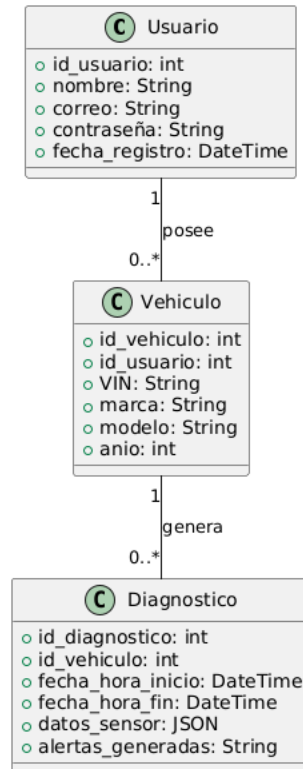 C Usuario
id_usuario: int
nombre: String
correo: String
contraseña: String
fecha_registro: DateTime
1
posee
0..*
C Vehiculo
id_vehiculo: int
id_usuario: int
VIN: String
marca: String
modelo: String
anio: int
1
genera
0..*
C Diagnostico
id_diagnostico: int
id_vehiculo: int
fecha_hora_inicio: DateTime
fecha_hora_fin: DateTime
datos_sensor: JSON
alertas_generadas: String